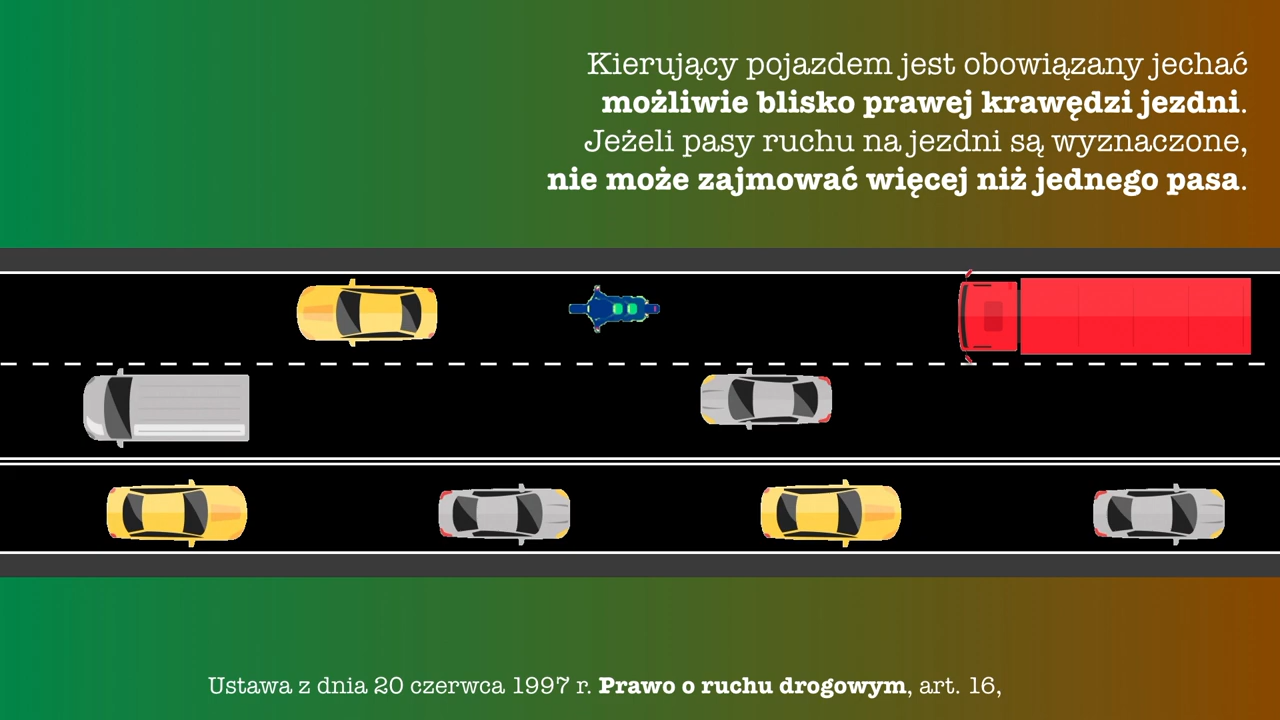 Kierujący pojazdem jest obowiązany jechać
możliwie blisko prawej krawędzi jezdni.
Jeżeli pasy ruchu na jezdni są wyznaczone,
nie może zajmować więcej niż jednego pasa.
Ustawa z dnia 20 czerwca 1997 r. Prawo o ruchu drogowym, art. 16,